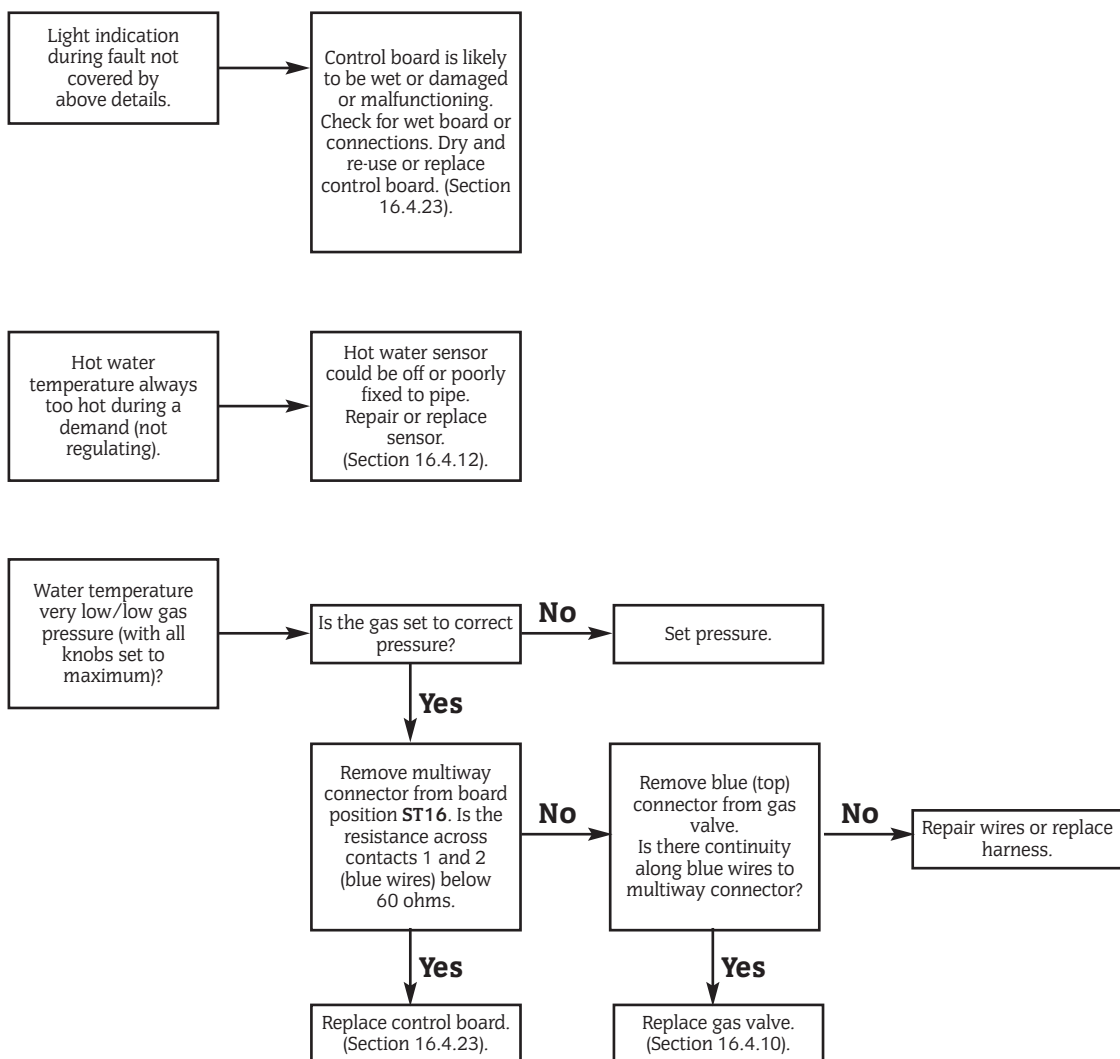 Light indication
during fault not
covered by
above details.
Control board is likely
to be wet or damaged
or malfunctioning.
Check for wet board or
connections. Dry and
re-use or replace
control board. (Section
16.4.23).
Hot water
temperature always
too hot during a
demand (not
regulating).
Hot water sensor
could be off or poorly
fixed to pipe.
Repair or replace
sensor.
(Section 16.4.12).
Water temperature
very low/low gas
pressure (with all
knobs set to
maximum)?
Is the gas set to correct
pressure?
No
Set pressure.
Yes
Remove multiway
connector from board
position ST16. Is the
resistance across
contacts 1 and 2
(blue wires) below
60 ohms.
No
Remove blue (top)
connector from gas
valve.
Is there continuity
along blue wires to
multiway connector?
No
Repair wires or replace
harness.
Yes
Replace control board.
(Section 16.4.23).
Yes
Replace gas valve.
(Section 16.4.10).